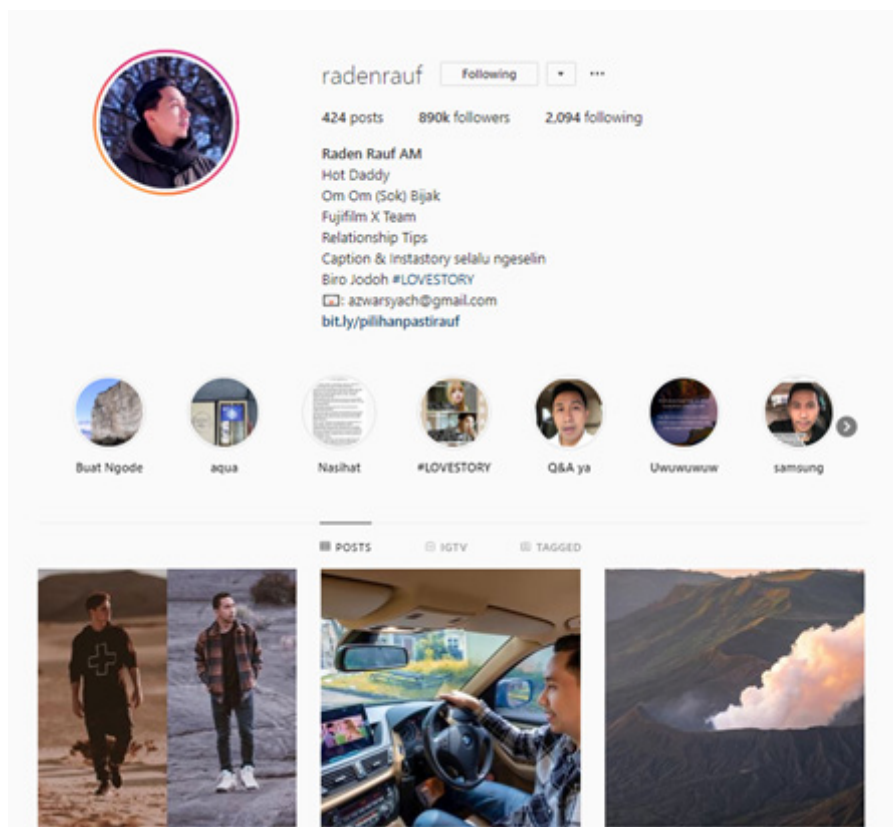 radenrauf Following
424 posts 890k followers 2,094 following
Raden Rauf AM
Hot Daddy
Om Om (Sok) Bijak
Fujifilm X Team
Relationship Tips
Caption & Instastory selalu ngeselin
Biro Jodoh #LOVESTORY
: azwarsyach@gmail.com
bit.ly/pilihanpastirauf
Buat Ngode aqua Nasihat #LOVESTORY Q&A ya Uwuwuwuw samsung
POSTS IGTV TAGGED